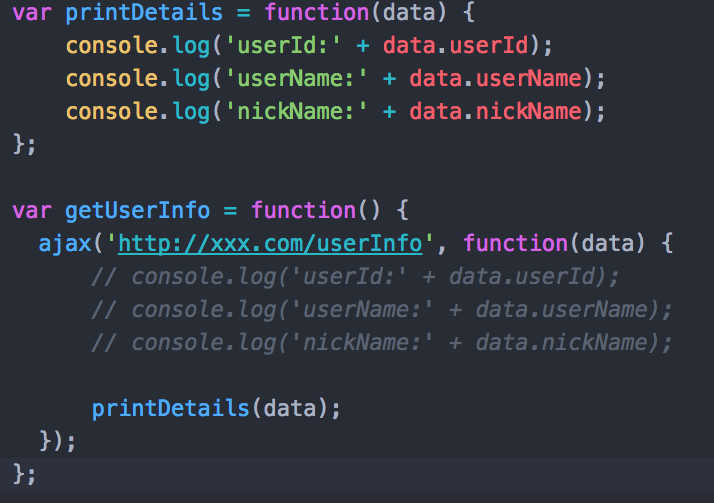 var printDetails = function(data) {
    console.log('userId:' + data.userId);
    console.log('userName:' + data.userName);
    console.log('nickName:' + data.nickName);
};

var getUserInfo = function() {
  ajax('http://xxx.com/userInfo', function(data) {
      // console.log('userId:' + data.userId);
      // console.log('userName:' + data.userName);
      // console.log('nickName:' + data.nickName);

      printDetails(data);
  });
};